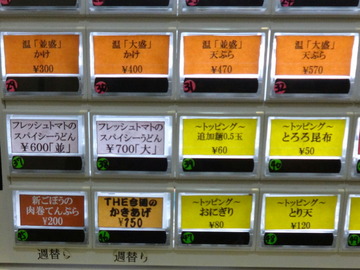 温「並盛」
かけ
¥300
温「大盛」
かけ
¥400
温「並盛」
天ぷら
¥470
温「大盛」
天ぷら
¥570
フレッシュトマトの
スパイシーうどん
¥600「並」
フレッシュトマトの
スパイシーうどん
¥700「大」
～トッピング～
追加麺0.5玉
¥60
～トッピング～
とろろ昆布
¥50
新ごぼうの
肉巻てんぷら
¥200
THE今週の
かきあげ
¥150
～トッピング～
おにぎり
¥80
～トッピング～
とり天
¥120
週替り
週替り